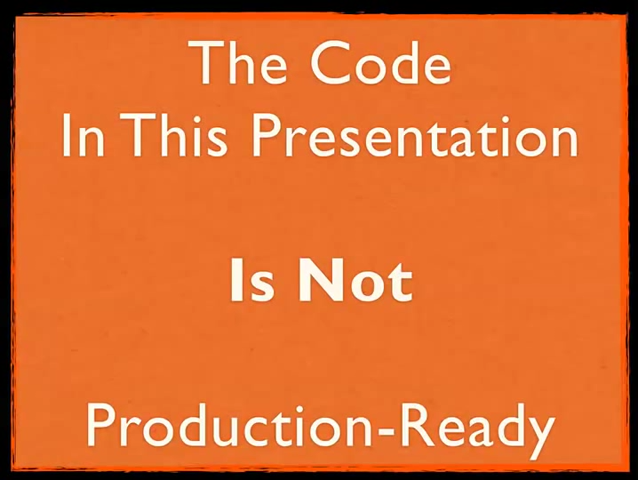 The Code
In This Presentation
Is Not
Production-Ready